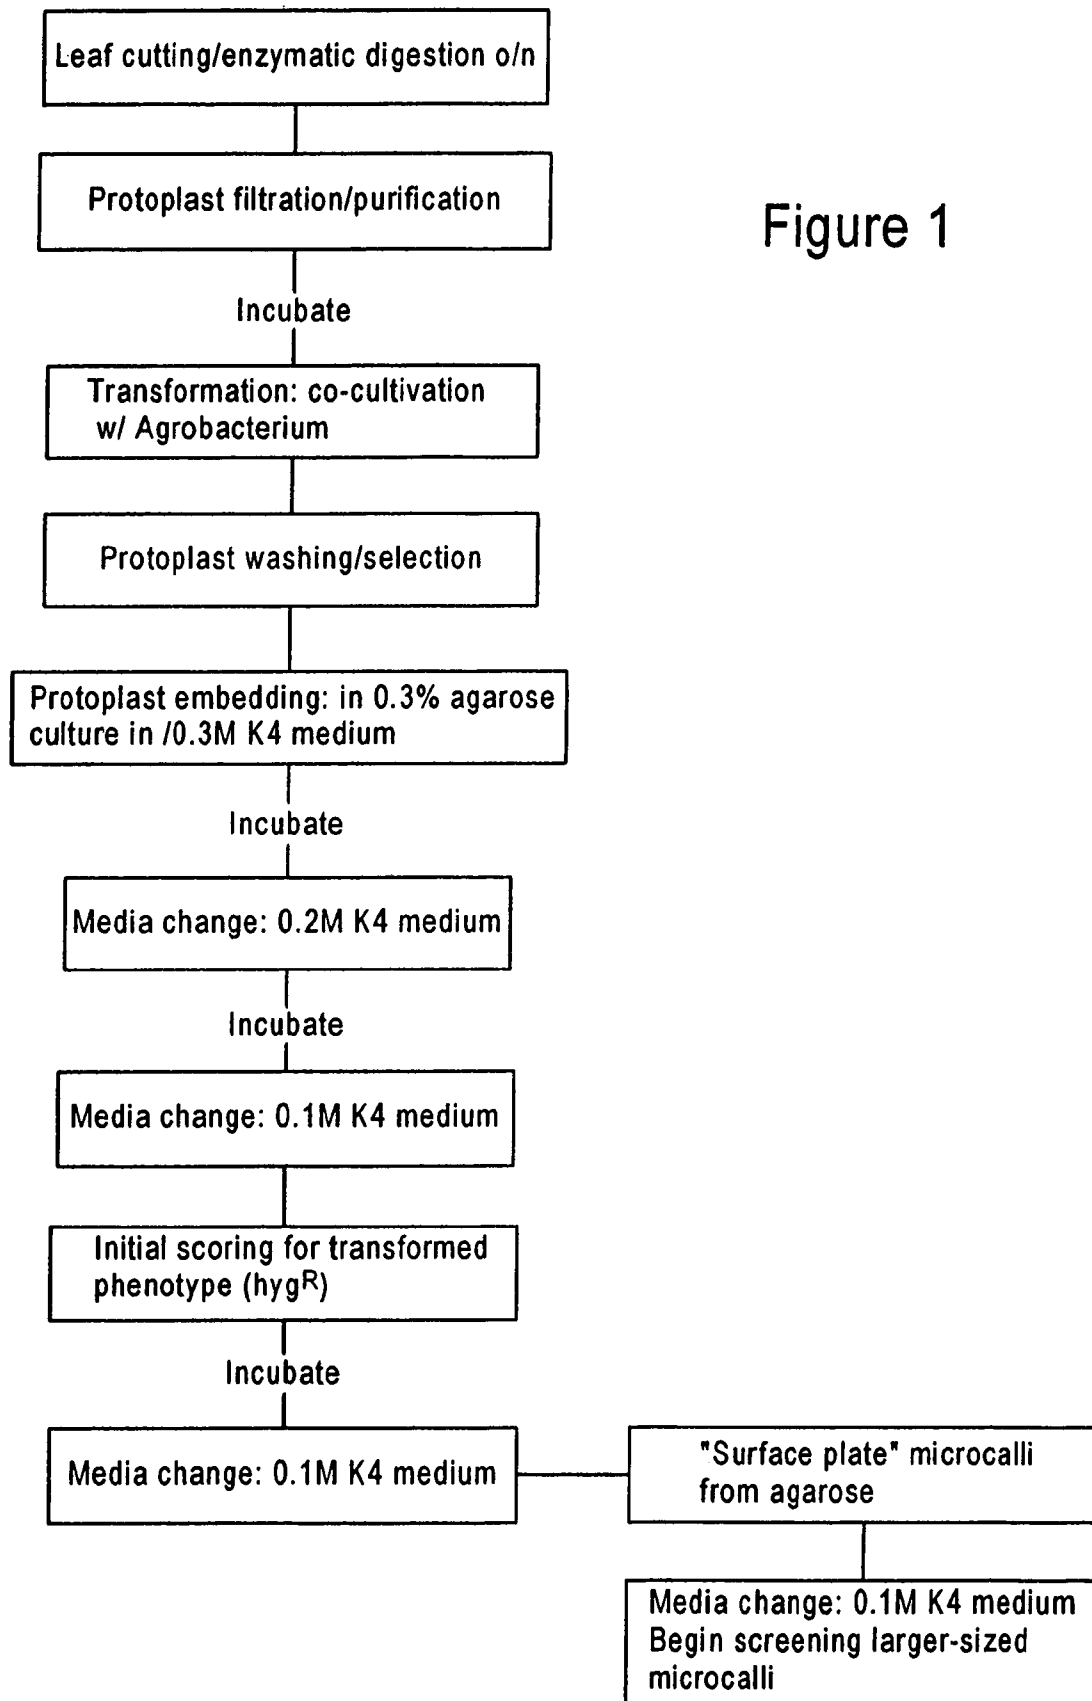 Leaf cutting/enzymatic digestion o/n
Protoplast filtration/purification
Figure 1
Incubate
Transformation: co-cultivation
w/ Agrobacterium
Protoplast washing/selection
Protoplast embedding: in 0.3% agarose
culture in /0.3M K4 medium
Incubate
Media change: 0.2M K4 medium
Incubate
Media change: 0.1M K4 medium
Initial scoring for transformed
phenotype (hygR)
Incubate
Media change: 0.1M K4 medium
"Surface plate" microcalli
from agarose
Media change: 0.1M K4 medium
Begin screening larger-sized
microcalli